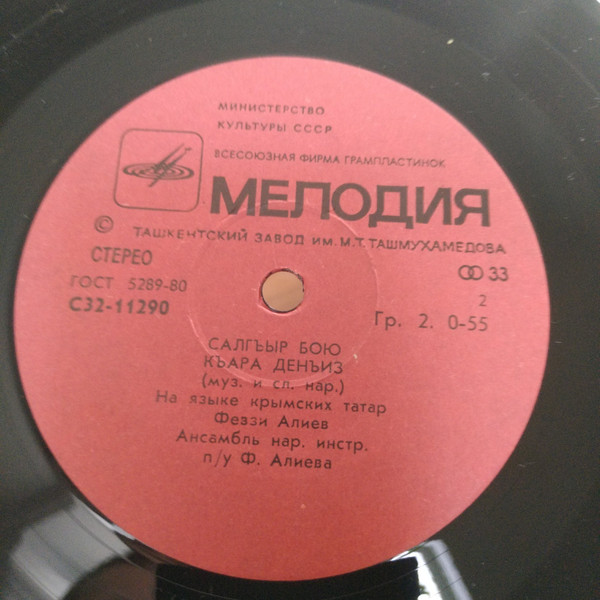 МИНИСТЕРСТВО
КУЛЬТУРЫ СССР
ВСЕСОЮЗНАЯ ФИРМА ГРАМПЛАСТИНОК
МЕЛОДИЯ
© ТАШКЕНТСКИЙ ЗАВОД ИМ. М.Т. ТАШМУХАМЕДОВА
СТЕРЕО
33
ГОСТ 5289-80
2
С32-11290
Гр. 2. 0-55
САЛГЪЫР БОЮ
КЪАРА ДЕНЪИЗ
(муз. и сл. нар.)
На языке крымских татар
Феззи Алиев
Ансамбль нар. инстр.
п/у Ф. Алиева